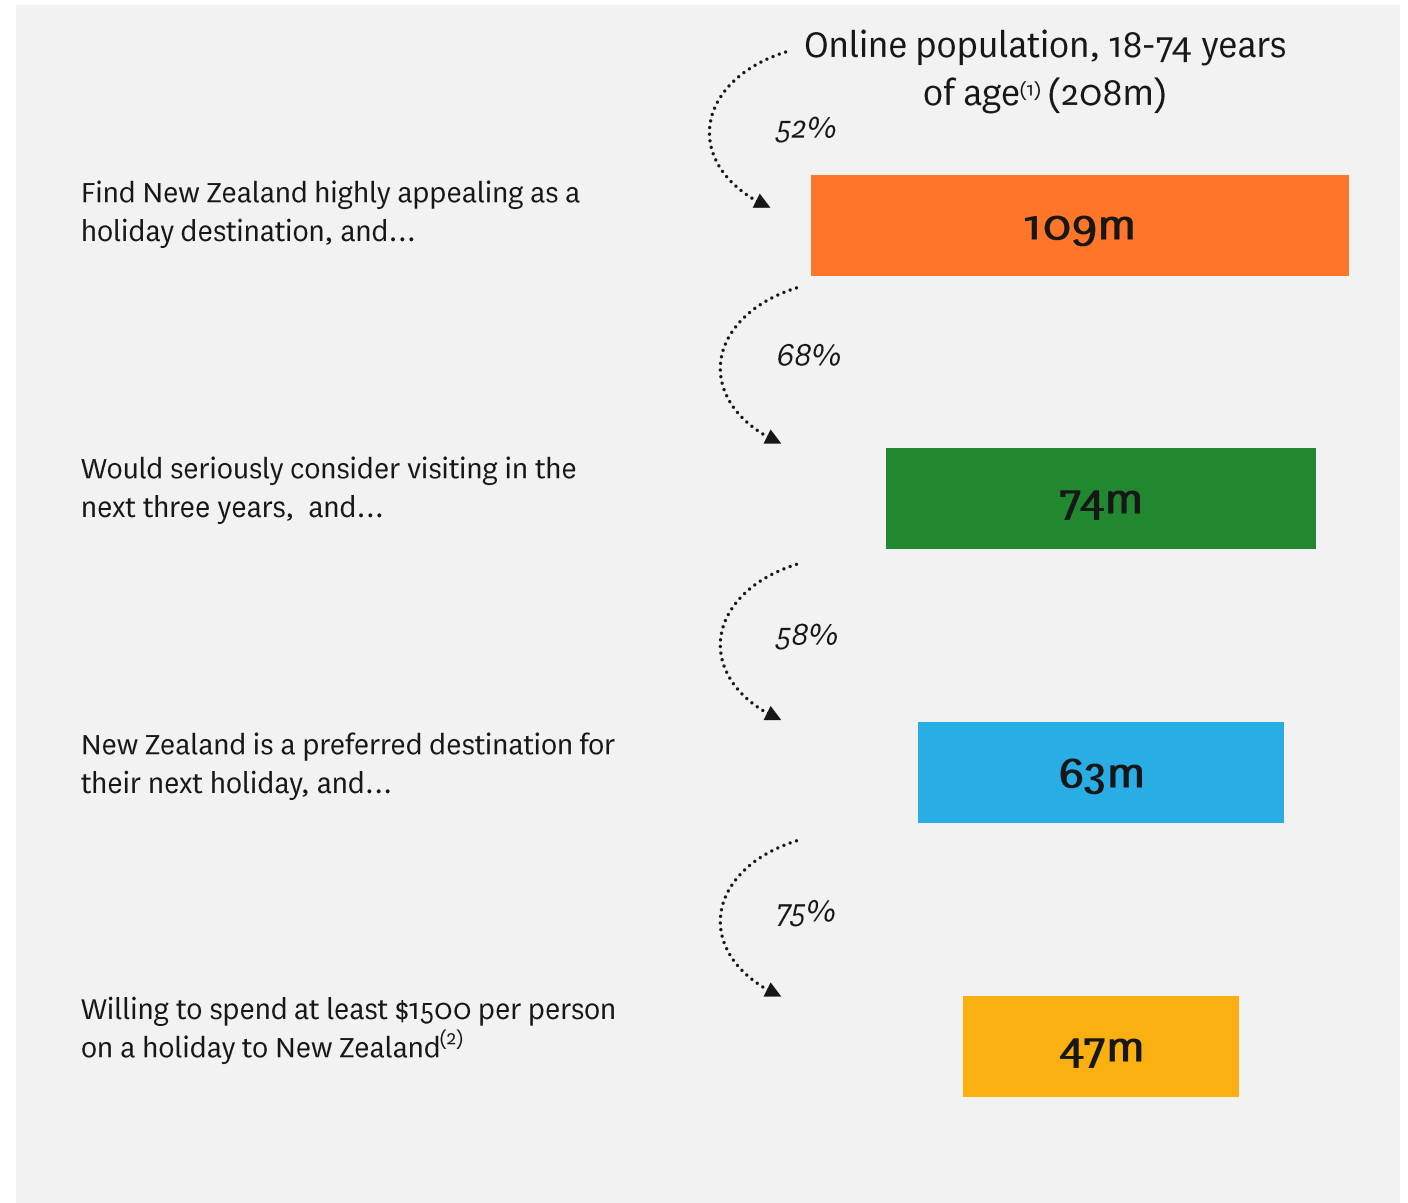 Online population, 18-74 years
of age(1) (208m)
52%
Find New Zealand highly appealing as a
holiday destination, and...
109m
68%
Would seriously consider visiting in the
next three years,  and...
74m
58%
New Zealand is a preferred destination for
their next holiday, and...
63m
75%
Willing to spend at least $1500 per person
on a holiday to New Zealand(2)
47m